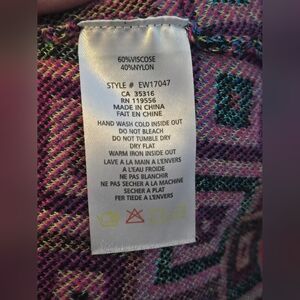 60%VISCOSE
40%NYLON
STYLE # EW17047
CA 35316
RN 119556
MADE IN CHINA
FAIT EN CHINE
HAND WASH COLD INSIDE OUT
DO NOT BLEACH
DO NOT TUMBLE DRY
DRY FLAT
WARM IRON INSIDE OUT
LAVE A LA MAIN A L'ENVERS
A L'EAU FROIDE
NE PAS BLANCHIR
NE PAS SECHER A LA MACHINE
SECHER A PLAT
FER TIEDE A L'ENVERS